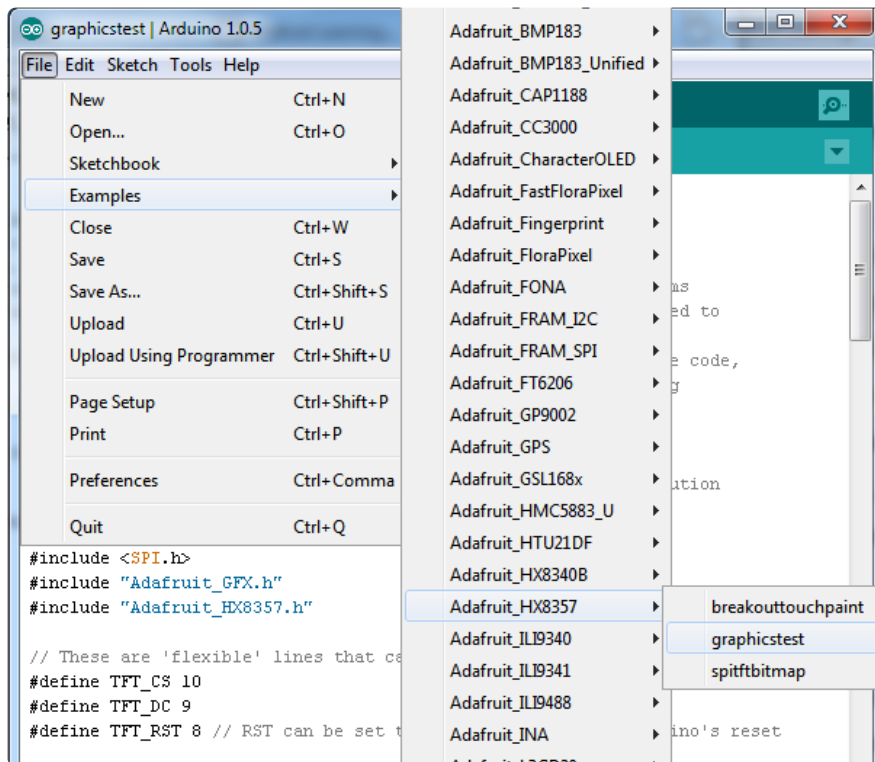 graphicstest | Arduino 1.0.5
File Edit Sketch Tools Help
New Ctrl+N
Open... Ctrl+O
Sketchbook
Examples
Close Ctrl+W
Save Ctrl+S
Save As... Ctrl+Shift+S
Upload Ctrl+U
Upload Using Programmer Ctrl+Shift+U
Page Setup Ctrl+Shift+P
Print Ctrl+P
Preferences Ctrl+Comma
Quit Ctrl+Q
Adafruit_BMP183
Adafruit_BMP183_Unified
Adafruit_CAP1188
Adafruit_CC3000
Adafruit_CharacterOLED
Adafruit_FastFloraPixel
Adafruit_Fingerprint
Adafruit_FloraPixel
Adafruit_FONA
Adafruit_FRAM_I2C
Adafruit_FRAM_SPI
Adafruit_FT6206
Adafruit_GP9002
Adafruit_GPS
Adafruit_GSL168x
Adafruit_HMC5883_U
Adafruit_HTU21DF
Adafruit_HX8340B
Adafruit_HX8357
Adafruit_ILI9340
Adafruit_ILI9341
Adafruit_ILI9488
Adafruit_INA
breakouttouchpaint
graphicstest
spitftbitmap
ms
ed to
e code,
g
ution
#include <SPI.h>
#include "Adafruit_GFX.h"
#include "Adafruit_HX8357.h"
// These are 'flexible' lines that ca
#define TFT_CS 10
#define TFT_DC 9
#define TFT_RST 8 // RST can be set t ino's reset